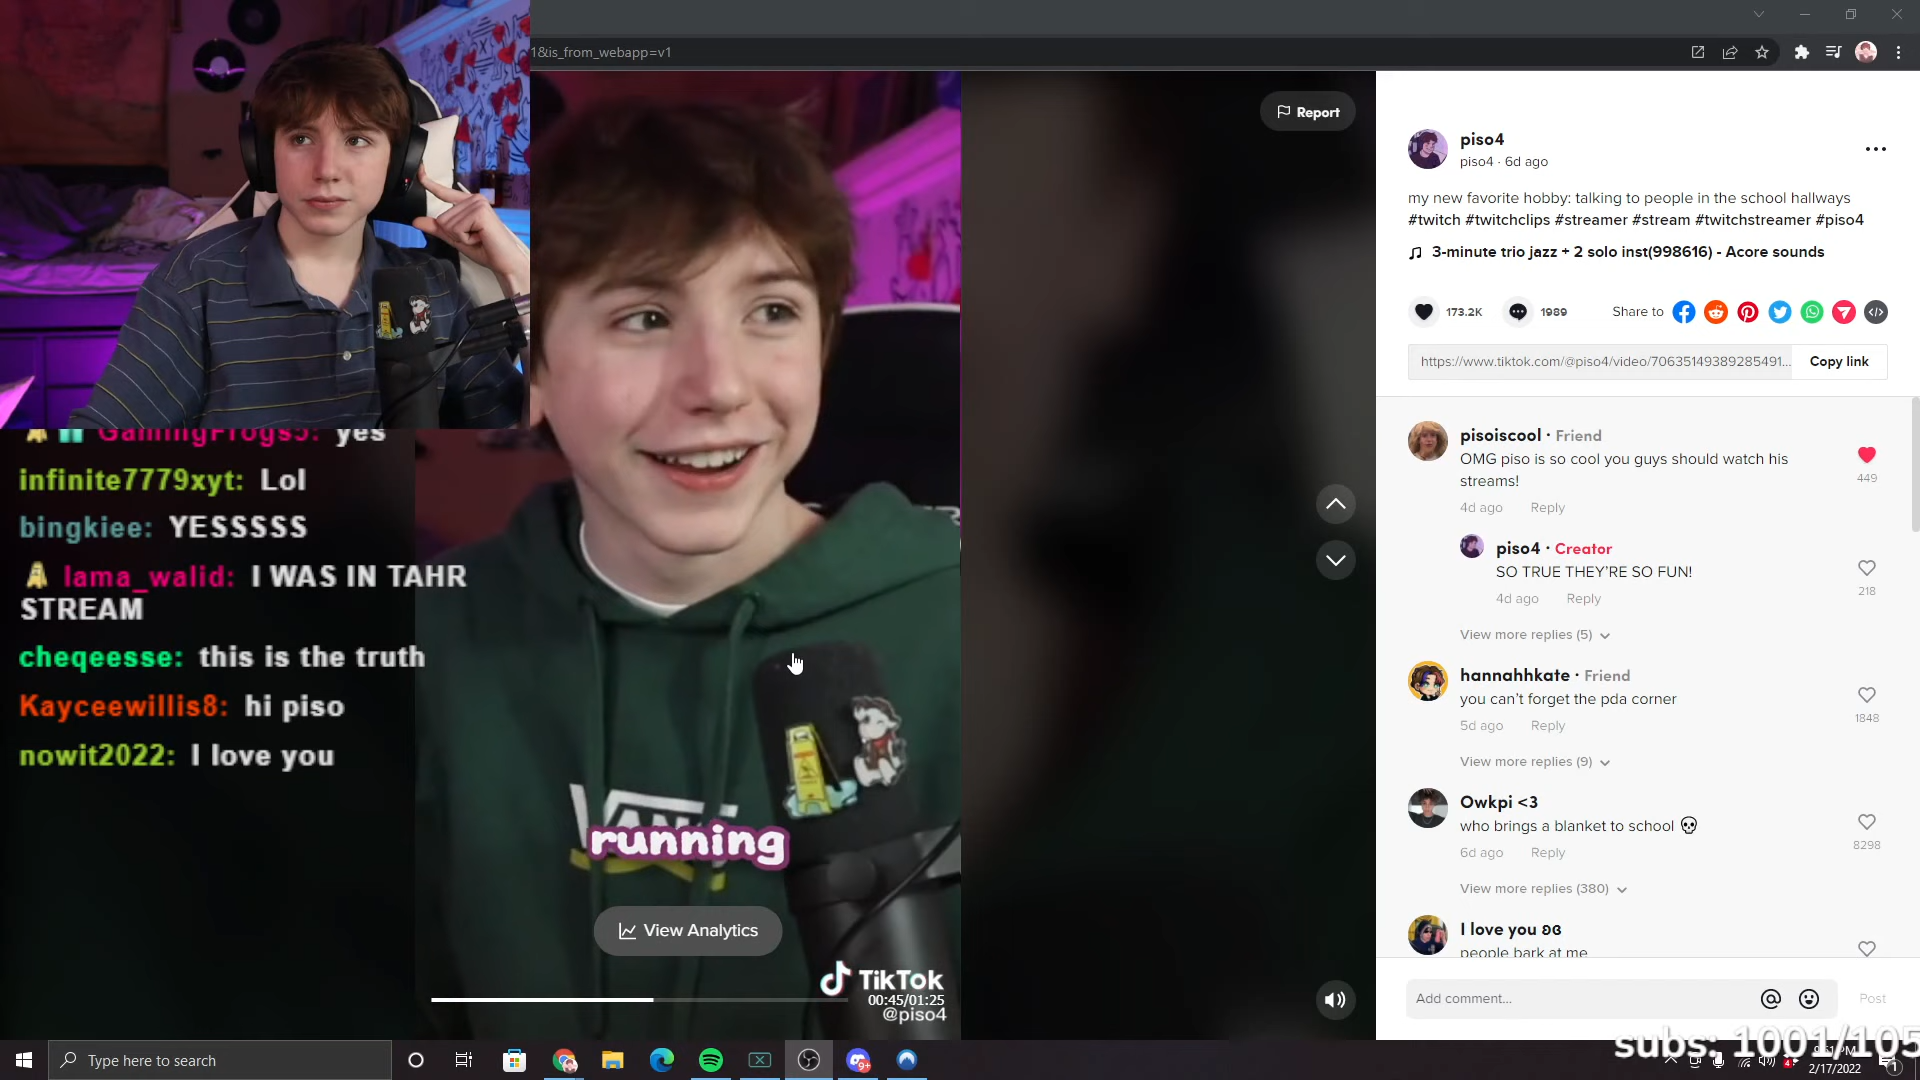 1&is_from_webapp=v1
Report
piso4
piso4 · 6d ago
my new favorite hobby: talking to people in the school hallways
#twitch #twitchclips #streamer #stream #twitchstreamer #piso4
3-minute trio jazz + 2 solo inst(998616) - Acore sounds
173.2K
1989
Share to
https://www.tiktok.com/@piso4/video/70635149389285491...
Copy link
GamingFrogs5: yes
infinite7779xyt: Lol
bingkiee: YESSSSS
lama_walid: I WAS IN TAHR
STREAM
cheqeesse: this is the truth
Kayceewillis8: hi piso
nowit2022: I love you
VANS
running
View Analytics
TikTok
00:45/01:25
@piso4
pisoiscool · Friend
OMG piso is so cool you guys should watch his
streams!
449
4d ago Reply
piso4 · Creator
SO TRUE THEY'RE SO FUN!
218
4d ago Reply
View more replies (5)
hannahhkate · Friend
you can't forget the pda corner
1848
5d ago Reply
View more replies (9)
Owkpi <3
who brings a blanket to school 💀
8298
6d ago Reply
View more replies (380)
I love you
people bark at me
Add comment...
Post
subs: 1001/105
Type here to search
9+
2/17/2022
1